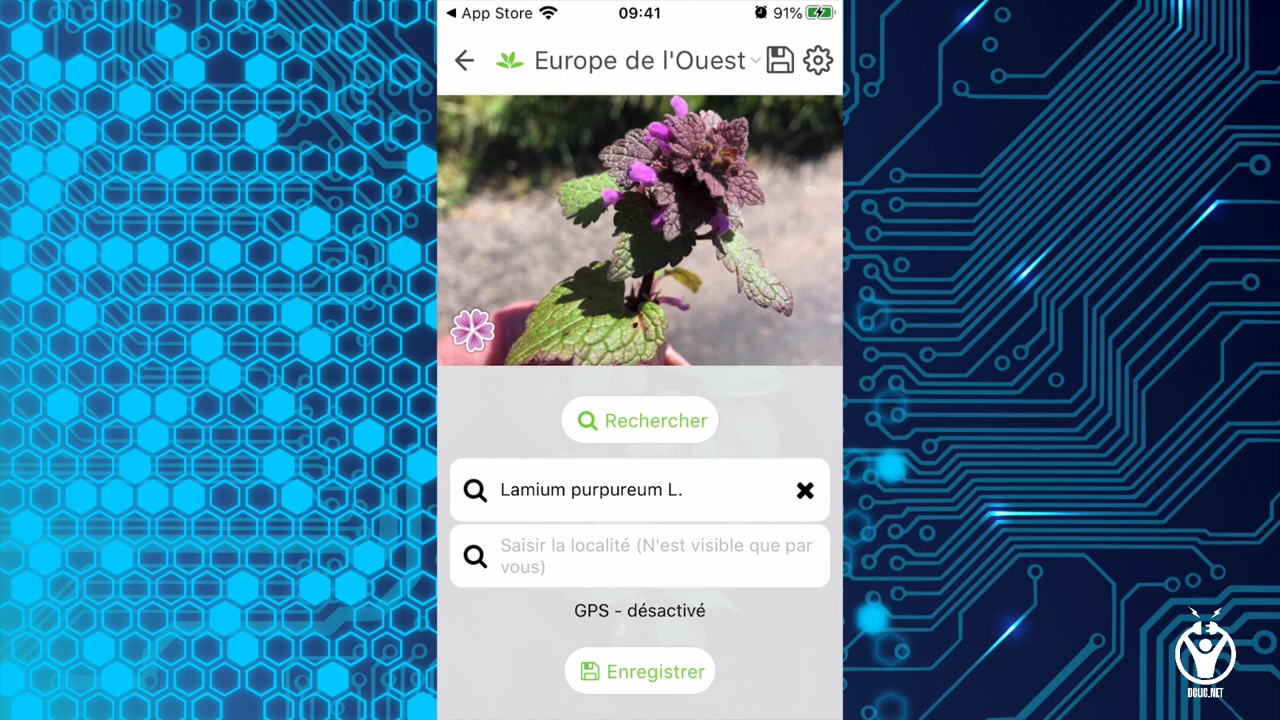 App Store
09:41
91%
Europe de l'Ouest
Rechercher
Lamium purpureum L.
Saisir la localité (N'est visible que par
vous)
GPS - désactivé
Enregistrer
DCLIC.NET